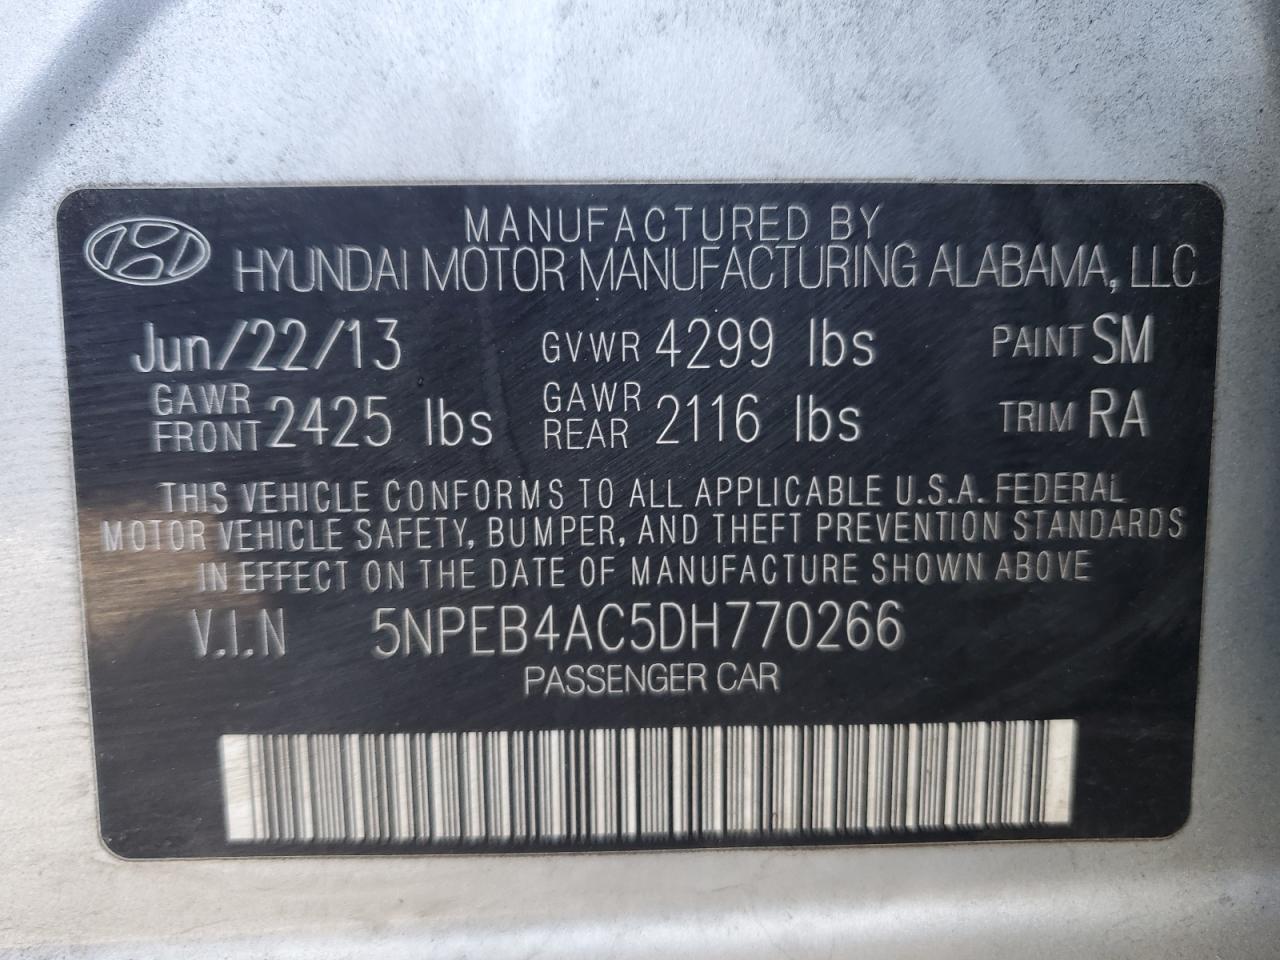 MANUFACTURED BY
HYUNDAI MOTOR MANUFACTURING ALABAMA, LLC
Jun/22/13 GVWR 4299 lbs PAINT SM
GAWR FRONT 2425 lbs GAWR REAR 2116 lbs TRIM RA
THIS VEHICLE CONFORMS TO ALL APPLICABLE U.S.A. FEDERAL
MOTOR VEHICLE SAFETY, BUMPER, AND THEFT PREVENTION STANDARDS
IN EFFECT ON THE DATE OF MANUFACTURE SHOWN ABOVE
V.I.N 5NPEB4AC5DH770266
PASSENGER CAR